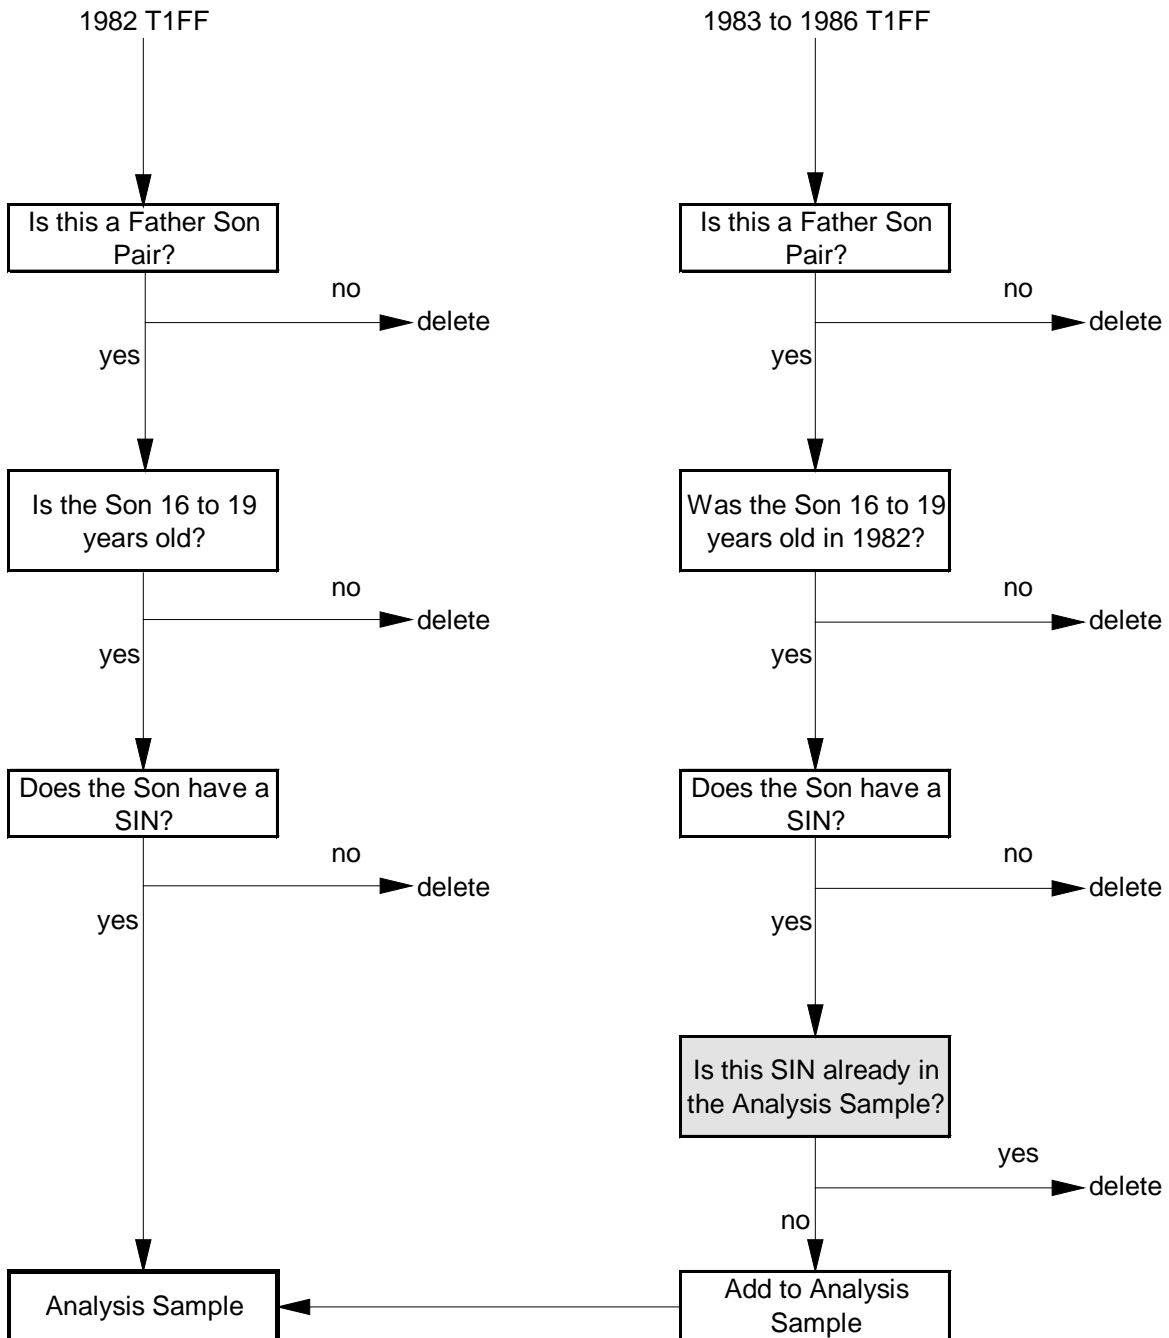 1982 T1FF
Is this a Father Son
Pair?
no
delete
yes
Is the Son 16 to 19
years old?
no
delete
yes
Does the Son have a
SIN?
no
delete
yes
Analysis Sample
1983 to 1986 T1FF
Is this a Father Son
Pair?
no
delete
yes
Was the Son 16 to 19
years old in 1982?
no
delete
yes
Does the Son have a
SIN?
no
delete
yes
Is this SIN already in
the Analysis Sample?
yes
delete
no
Add to Analysis
Sample